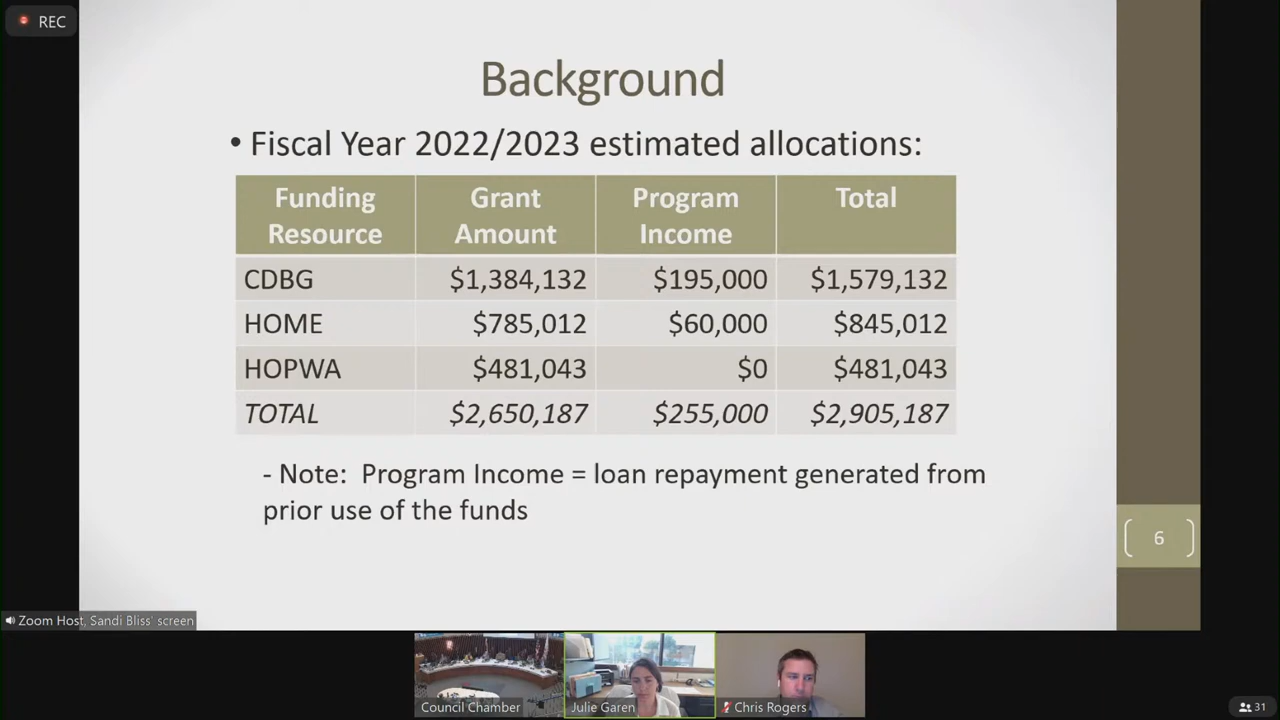 REC
Background
• Fiscal Year 2022/2023 estimated allocations:
Funding Resource Grant Amount Program Income Total
CDBG $1,384,132 $195,000 $1,579,132
HOME $785,012 $60,000 $845,012
HOPWA $481,043 $0 $481,043
TOTAL $2,650,187 $255,000 $2,905,187
- Note: Program Income = loan repayment generated from
prior use of the funds
6
Zoom Host, Sandi Bliss' screen
Council Chamber
Julie Garen
Chris Rogers
31